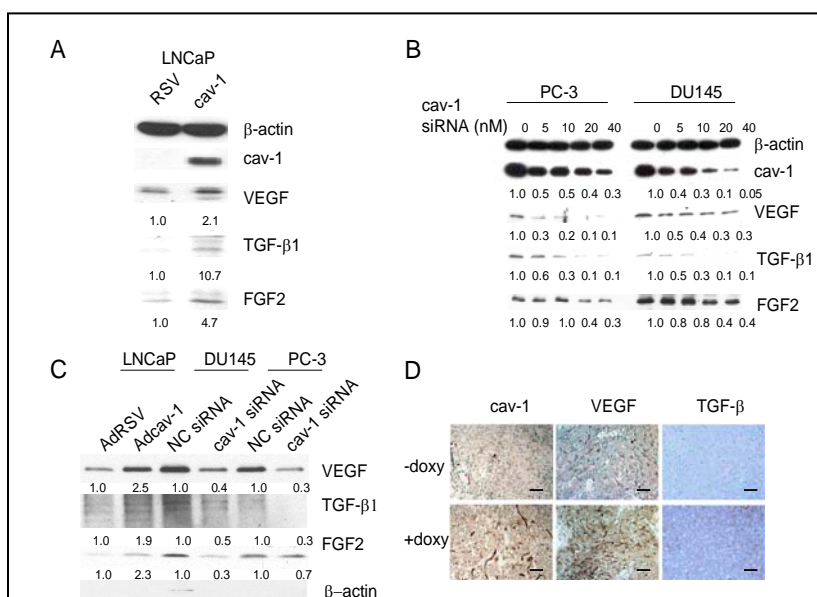 A
LNCaP
RSV cav-1
β-actin
cav-1
VEGF
1.0 2.1
TGF-β1
1.0 10.7
FGF2
1.0 4.7
B
PC-3 DU145
cav-1
siRNA (nM) 0 5 10 20 40 0 5 10 20 40
β-actin
cav-1
1.0 0.5 0.5 0.4 0.3 1.0 0.4 0.3 0.1 0.05
VEGF
1.0 0.3 0.2 0.1 0.1 1.0 0.5 0.4 0.3 0.3
TGF-β1
1.0 0.6 0.3 0.1 0.1 1.0 0.5 0.3 0.1 0.1
FGF2
1.0 0.9 1.0 0.4 0.3 1.0 0.8 0.8 0.4 0.4
C
LNCaP DU145 PC-3
AdRSV Adcav-1 NC siRNA cav-1 siRNA NC siRNA cav-1 siRNA
VEGF
1.0 2.5 1.0 0.4 1.0 0.3
TGF-β1
1.0 1.9 1.0 0.5 1.0 0.3
FGF2
1.0 2.3 1.0 0.3 1.0 0.7
β-actin
D
cav-1 VEGF TGF-β
-doxy
+doxy